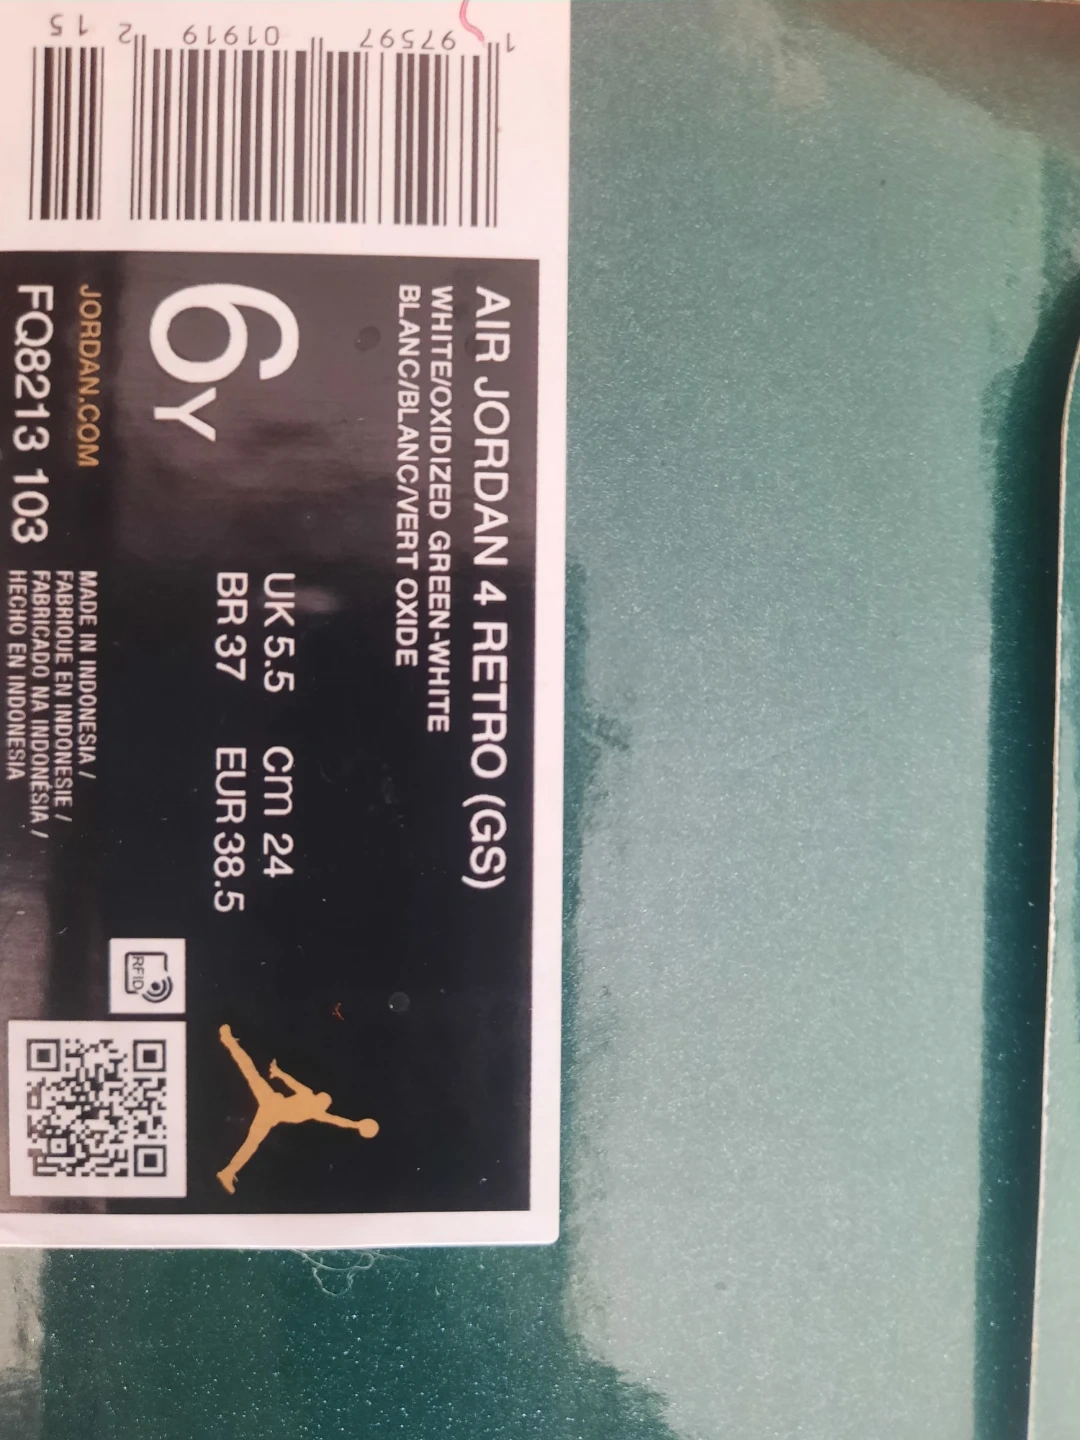 AIR JORDAN 4 RETRO (GS)
WHITE/OXIDIZED GREEN-WHITE
BLANC/BLANC/VERT OXIDE
6Y
UK 5.5 cm 24
BR 37 EUR 38.5
JORDAN.COM
FQ8213 103
MADE IN INDONESIA /
FABRIQUE EN INDONESIE /
FABRICADO NA INDONÉSIA /
HECHO EN INDONESIA
RFID
1 97597 01919 2 15